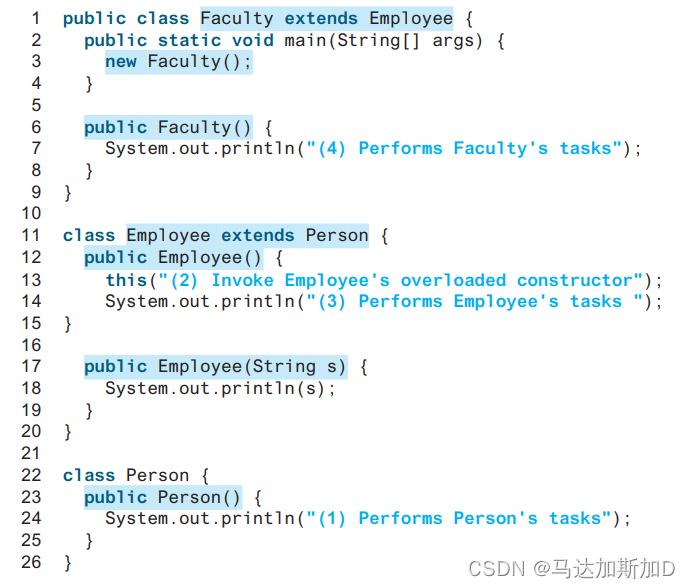 1 public class Faculty extends Employee {
2 public static void main(String[] args) {
3 new Faculty();
4 }
5
6 public Faculty() {
7 System.out.println("(4) Performs Faculty's tasks");
8 }
9 }
10
11 class Employee extends Person {
12 public Employee() {
13 this("(2) Invoke Employee's overloaded constructor");
14 System.out.println("(3) Performs Employee's tasks ");
15 }
16
17 public Employee(String s) {
18 System.out.println(s);
19 }
20 }
21
22 class Person {
23 public Person() {
24 System.out.println("(1) Performs Person's tasks");
25 }
26 }
CSDN @马达加斯加D